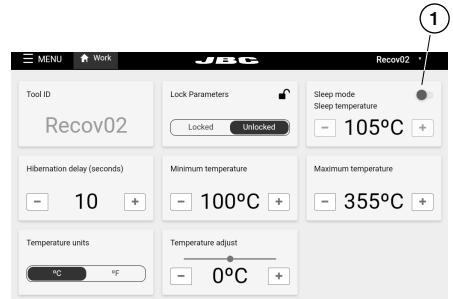 1
MENU Work JBC Recov02
Tool ID
Recov02
Lock Parameters
Locked Unlocked
Sleep mode
Sleep temperature
− 105ºC +
Hibernation delay (seconds)
− 10 +
Minimum temperature
− 100ºC +
Maximum temperature
− 355ºC +
Temperature units
ºC ºF
Temperature adjust
− 0ºC +